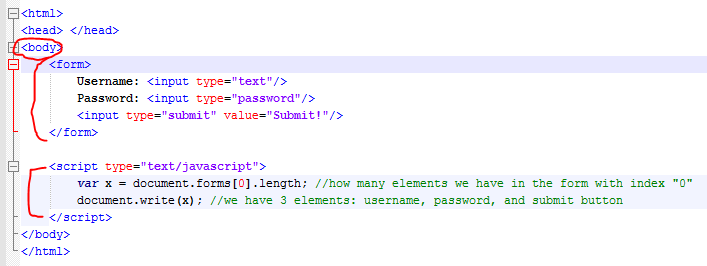 <html>
<head> </head>
<body>
<form>
Username: <input type="text"/>
Password: <input type="password"/>
<input type="submit" value="Submit!"/>
</form>
<script type="text/javascript">
var x = document.forms[0].length; //how many elements we have in the form with index "0"
document.write(x); //we have 3 elements: username, password, and submit button
</script>
</body>
</html>